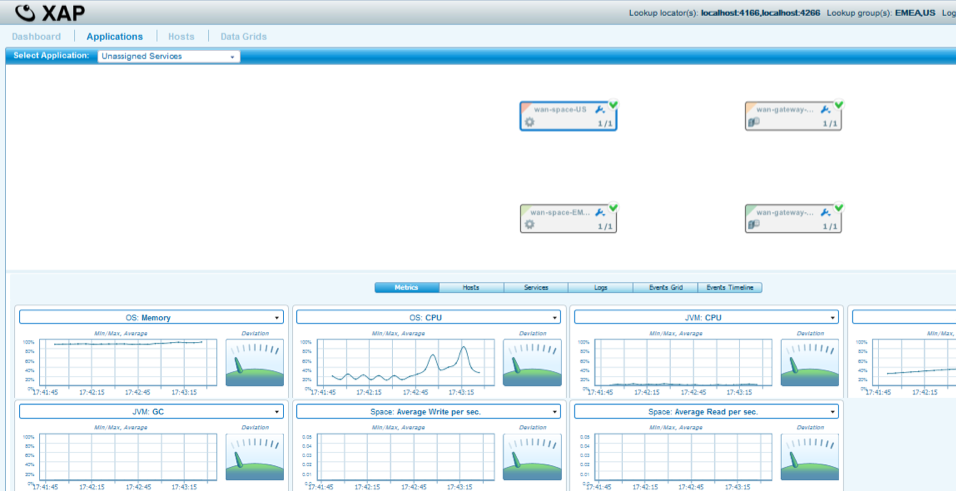 XAP
Lookup locator(s): localhost:4166,localhost:4266 Lookup group(s): EMEA,US Log
Dashboard Applications Hosts Data Grids
Select Application: Unassigned Services
wan-space-US
1/1
wan-gateway-...
1/1
wan-space-EM...
1/1
wan-gateway-...
1/1
Metrics Hosts Services Logs Events Grid Events Timeline
OS: Memory
Min/Max, Average Deviation
100%
80%
60%
40%
20%
0%
17:41:45 17:42:15 17:42:45 17:43:15
OS: CPU
Min/Max, Average Deviation
100%
80%
60%
40%
20%
0%
17:41:45 17:42:15 17:42:45 17:43:15
JVM: CPU
Min/Max, Average Deviation
100%
80%
60%
40%
20%
0%
17:41:45 17:42:15 17:42:45 17:43:15
Min/Max,
100%
80%
60%
40%
20%
0%
17:41:45 17:42:15
JVM: GC
Min/Max, Average Deviation
100%
80%
60%
40%
20%
0%
17:41:45 17:42:15 17:42:45 17:43:15
Space: Average Write per sec.
Min/Max, Average Deviation
0.05
0.04
0.03
0.02
0.01
17:41:45 17:42:15 17:42:45 17:43:15
Space: Average Read per sec.
Min/Max, Average Deviation
0.05
0.04
0.03
0.02
0.01
17:41:45 17:42:15 17:42:45 17:43:15